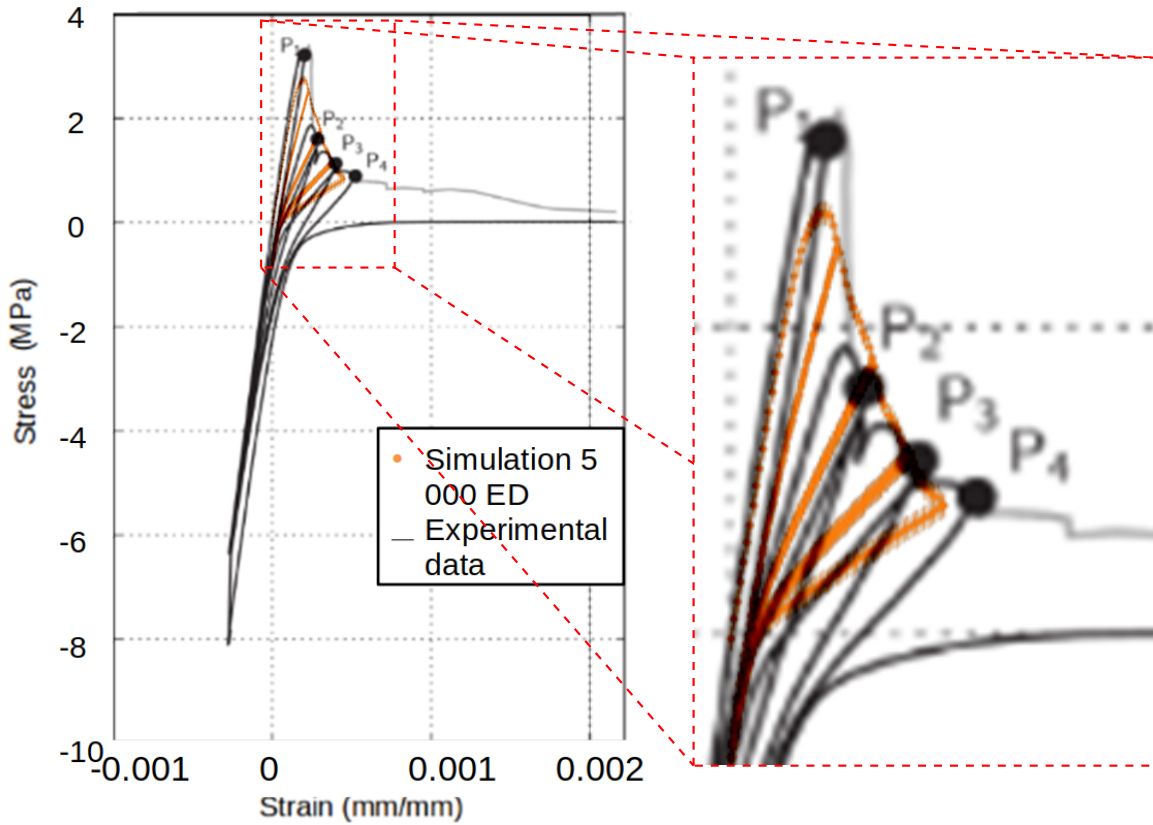 4
2
0
-2
-4
-6
-8
-10
Stress (MPa)
-0.001
0
0.001
0.002
Strain (mm/mm)
P1
P2
P3
P4
Simulation 5
000 ED
Experimental
data
P1
P2
P3
P4